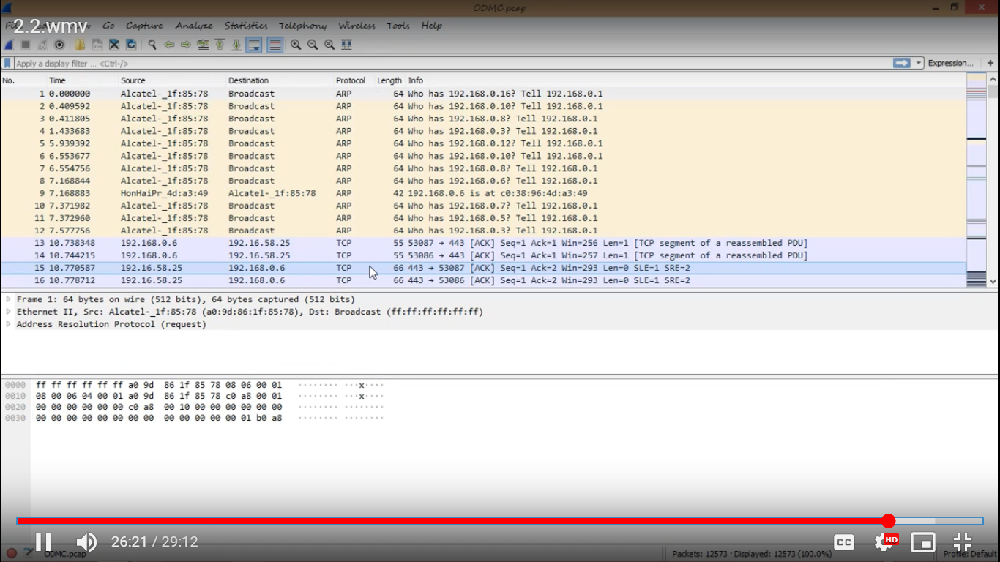 ODMC.pcap
2.2.wmv
Go Capture Analyze Statistics Telephony Wireless Tools Help
Apply a display filter ... <Ctrl-/> Expression... +
No. Time Source Destination Protocol Length Info
1 0.000000 Alcatel-_1f:85:78 Broadcast ARP 64 Who has 192.168.0.16? Tell 192.168.0.1
2 0.409592 Alcatel-_1f:85:78 Broadcast ARP 64 Who has 192.168.0.10? Tell 192.168.0.1
3 0.411805 Alcatel-_1f:85:78 Broadcast ARP 64 Who has 192.168.0.8? Tell 192.168.0.1
4 1.433683 Alcatel-_1f:85:78 Broadcast ARP 64 Who has 192.168.0.3? Tell 192.168.0.1
5 5.939392 Alcatel-_1f:85:78 Broadcast ARP 64 Who has 192.168.0.12? Tell 192.168.0.1
6 6.553677 Alcatel-_1f:85:78 Broadcast ARP 64 Who has 192.168.0.10? Tell 192.168.0.1
7 6.554756 Alcatel-_1f:85:78 Broadcast ARP 64 Who has 192.168.0.8? Tell 192.168.0.1
8 7.168844 Alcatel-_1f:85:78 Broadcast ARP 64 Who has 192.168.0.6? Tell 192.168.0.1
9 7.168883 HonHaiPr_4d:a3:49 Alcatel-_1f:85:78 ARP 42 192.168.0.6 is at c0:38:96:4d:a3:49
10 7.371982 Alcatel-_1f:85:78 Broadcast ARP 64 Who has 192.168.0.7? Tell 192.168.0.1
11 7.372960 Alcatel-_1f:85:78 Broadcast ARP 64 Who has 192.168.0.5? Tell 192.168.0.1
12 7.577756 Alcatel-_1f:85:78 Broadcast ARP 64 Who has 192.168.0.3? Tell 192.168.0.1
13 10.738348 192.168.0.6 192.16.58.25 TCP 55 53087 → 443 [ACK] Seq=1 Ack=1 Win=256 Len=1 [TCP segment of a reassembled PDU]
14 10.744215 192.168.0.6 192.16.58.25 TCP 55 53086 → 443 [ACK] Seq=1 Ack=1 Win=257 Len=1 [TCP segment of a reassembled PDU]
15 10.770587 192.16.58.25 192.168.0.6 TCP 66 443 → 53087 [ACK] Seq=1 Ack=2 Win=293 Len=0 SLE=1 SRE=2
16 10.778712 192.16.58.25 192.168.0.6 TCP 66 443 → 53086 [ACK] Seq=1 Ack=2 Win=293 Len=0 SLE=1 SRE=2
Frame 1: 64 bytes on wire (512 bits), 64 bytes captured (512 bits)
Ethernet II, Src: Alcatel-_1f:85:78 (a0:9d:86:1f:85:78), Dst: Broadcast (ff:ff:ff:ff:ff:ff)
Address Resolution Protocol (request)
0000 ff ff ff ff ff ff a0 9d 86 1f 85 78 08 06 00 01 ········ ···x····
0010 08 00 06 04 00 01 a0 9d 86 1f 85 78 c0 a8 00 01 ········ ···x····
0020 00 00 00 00 00 00 c0 a8 00 10 00 00 00 00 00 00 ········ ········
0030 00 00 00 00 00 00 00 00 00 00 00 00 01 b0 a8 ········ ········
26:21 / 29:12 CC HD
ODMC.pcap Packets: 12573 · Displayed: 12573 (100.0%) Profile: Default